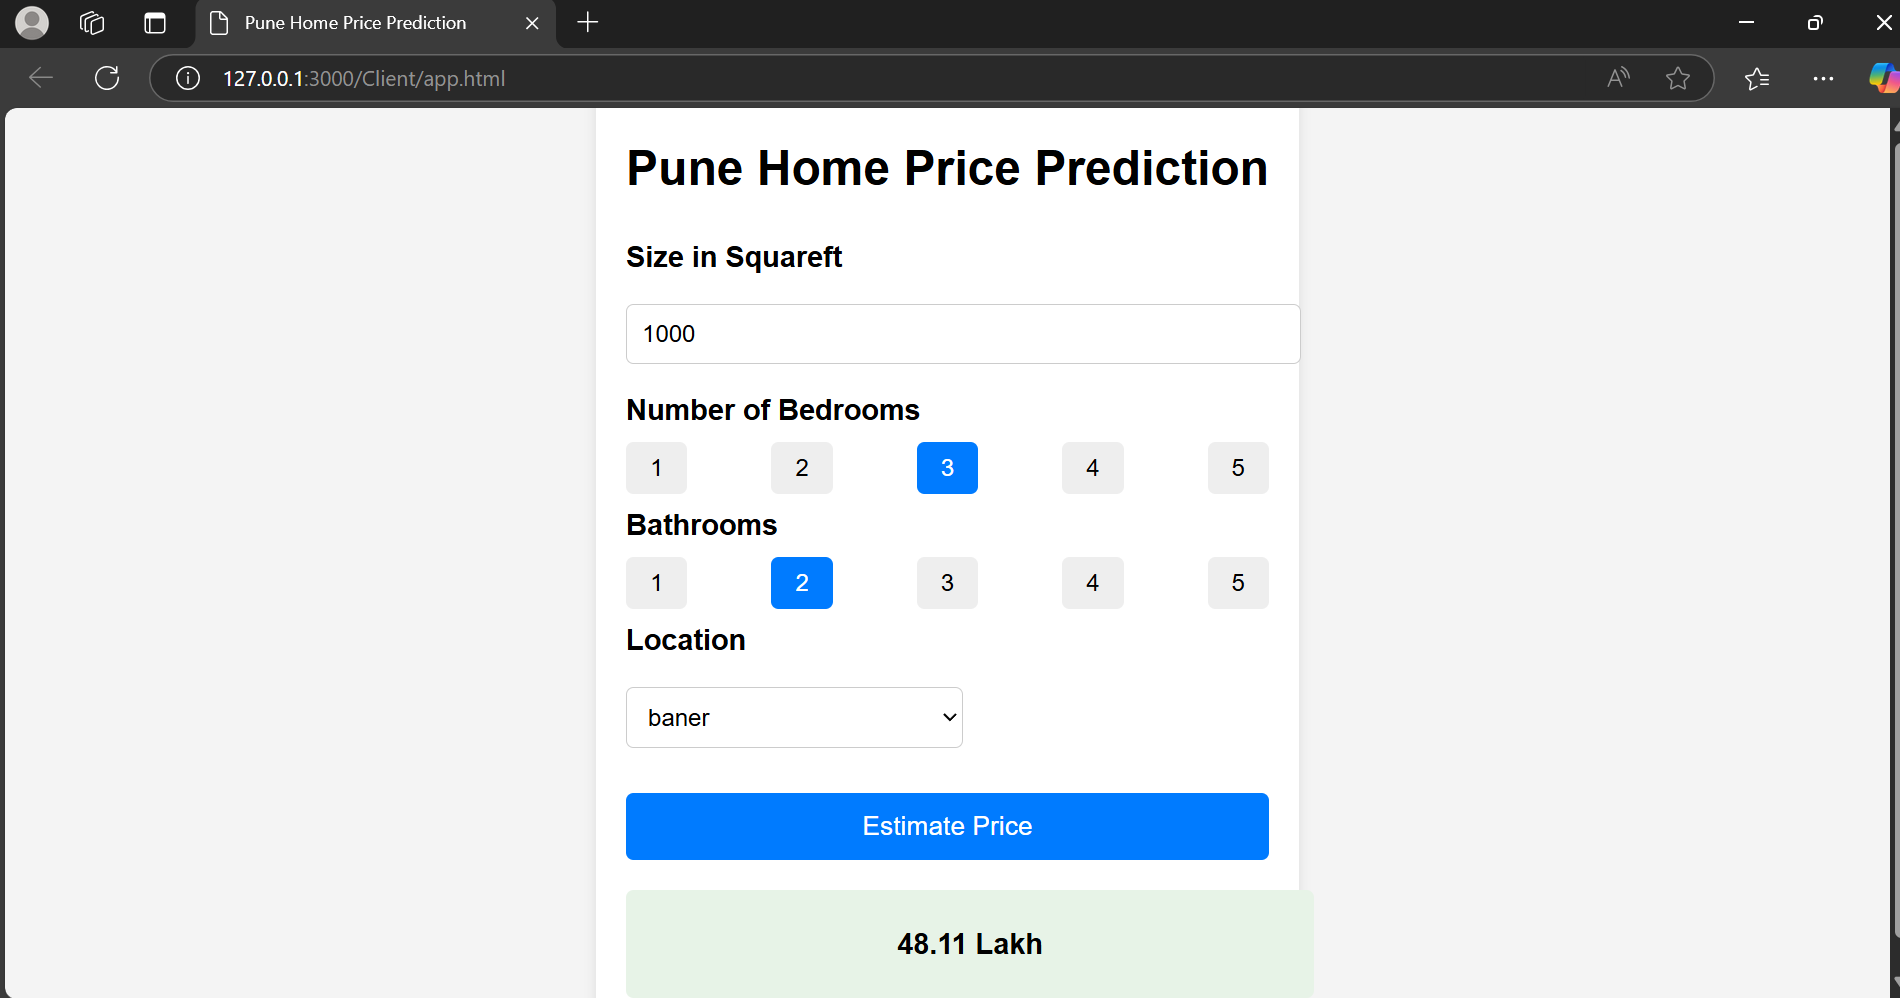 Pune Home Price Prediction
127.0.0.1:3000/Client/app.html
Pune Home Price Prediction
Size in Squareft
1000
Number of Bedrooms
1 2 3 4 5
Bathrooms
1 2 3 4 5
Location
baner
Estimate Price
48.11 Lakh